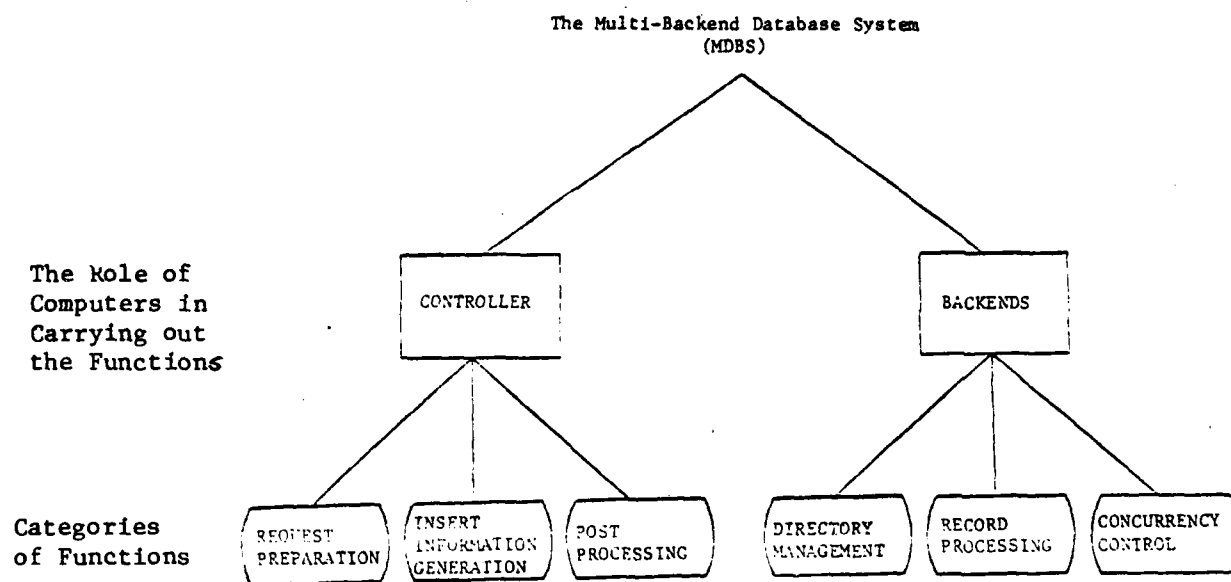 The Multi-Backend Database System
(MDBS)
The Role of
Computers in
Carrying out
the Functions
CONTROLLER
BACKENDS
Categories
of Functions
REQUEST
PREPARATION
INSERT
INFORMATION
GENERATION
POST
PROCESSING
DIRECTORY
MANAGEMENT
RECORD
PROCESSING
CONCURRENCY
CONTROL